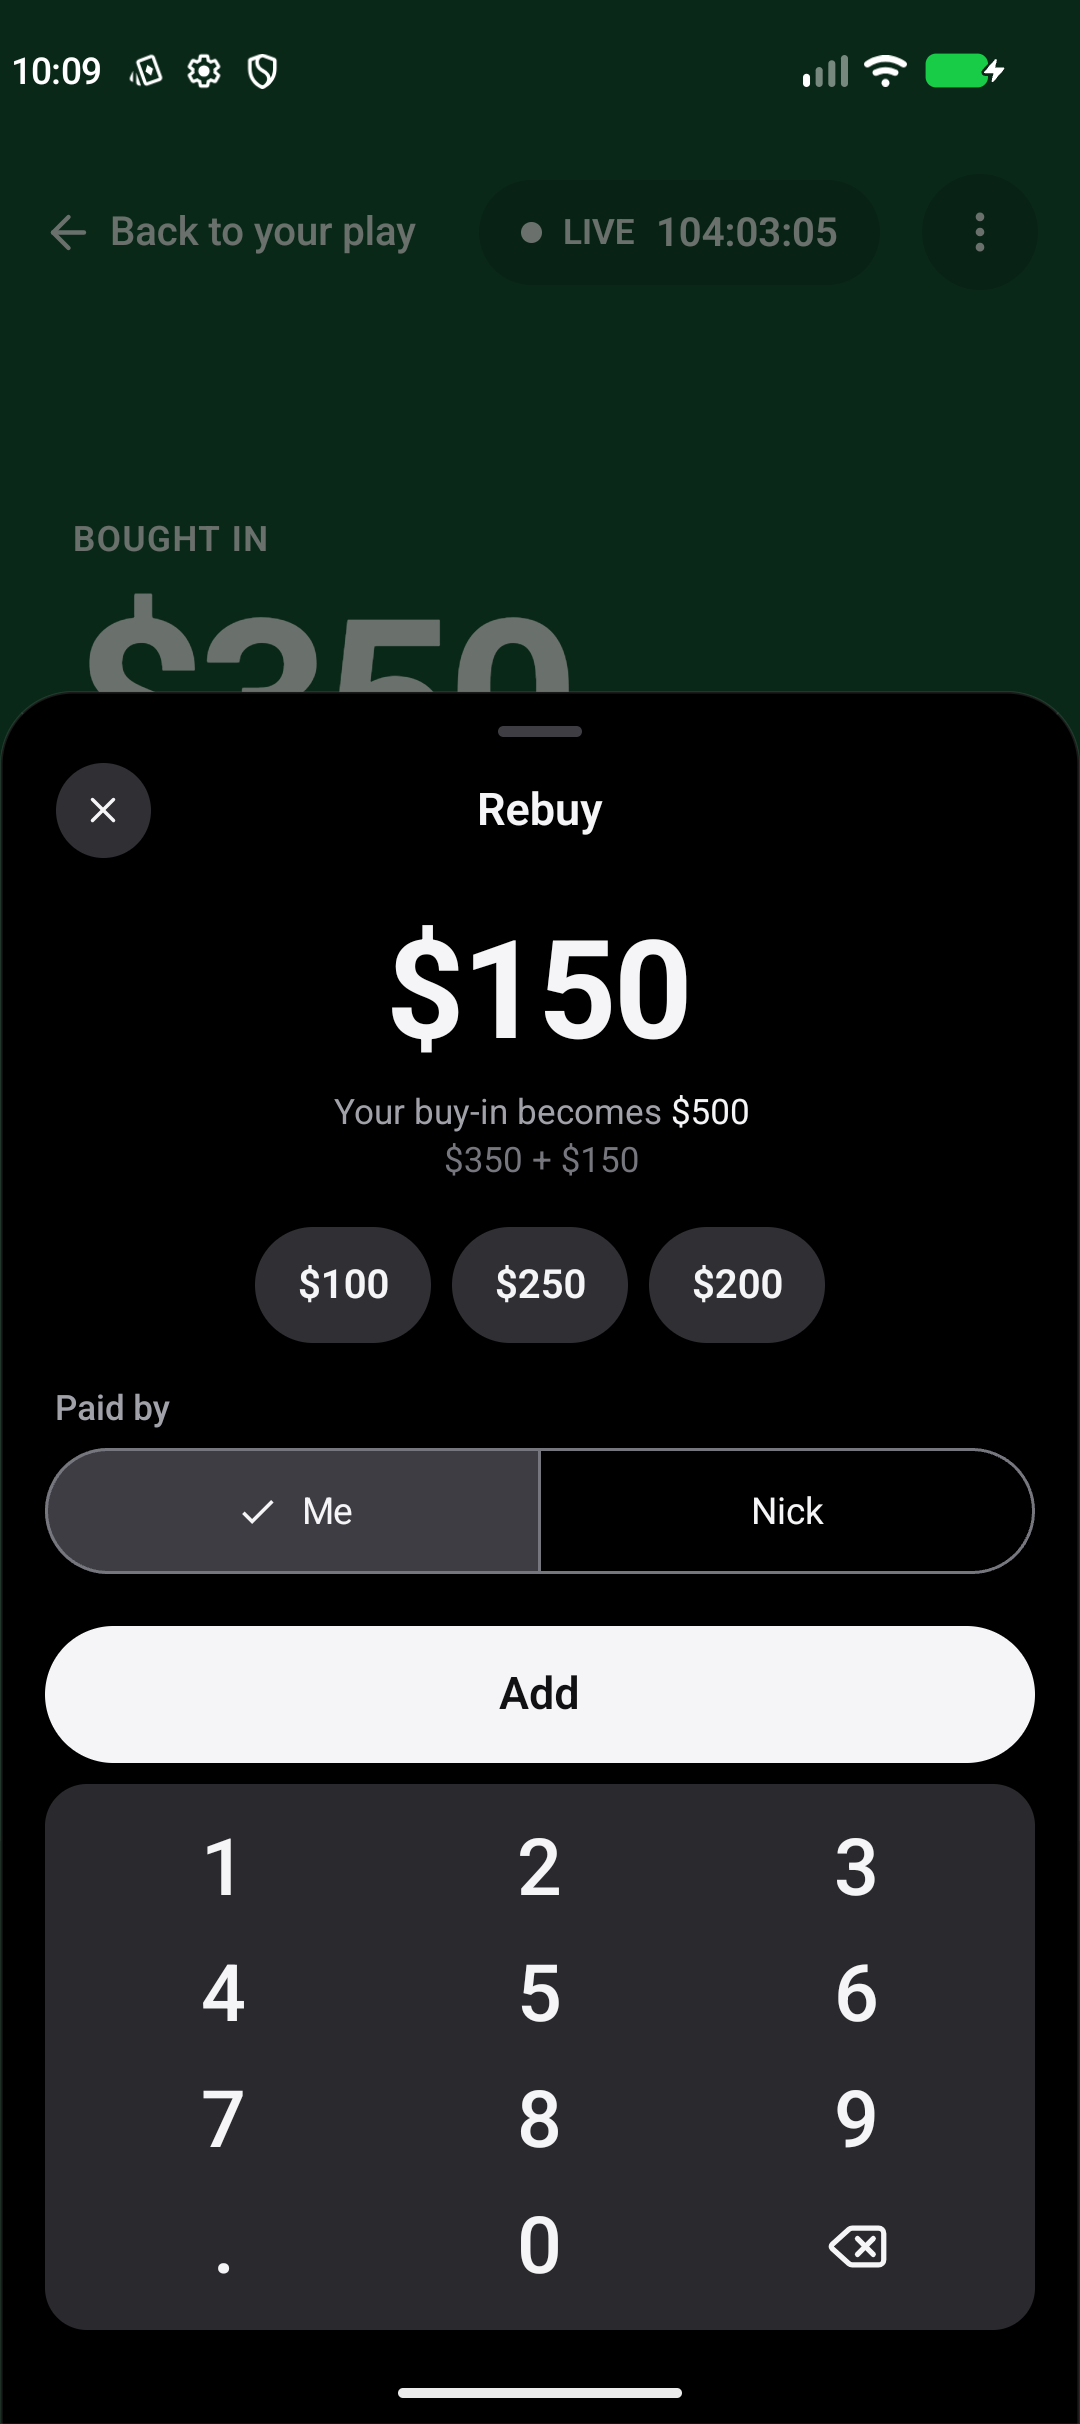 10:09
Back to your play
LIVE 104:03:05
BOUGHT IN
$350
Rebuy
$150
Your buy-in becomes $500
$350 + $150
$100 $250 $200
Paid by
Me Nick
Add
1 2 3
4 5 6
7 8 9
. 0